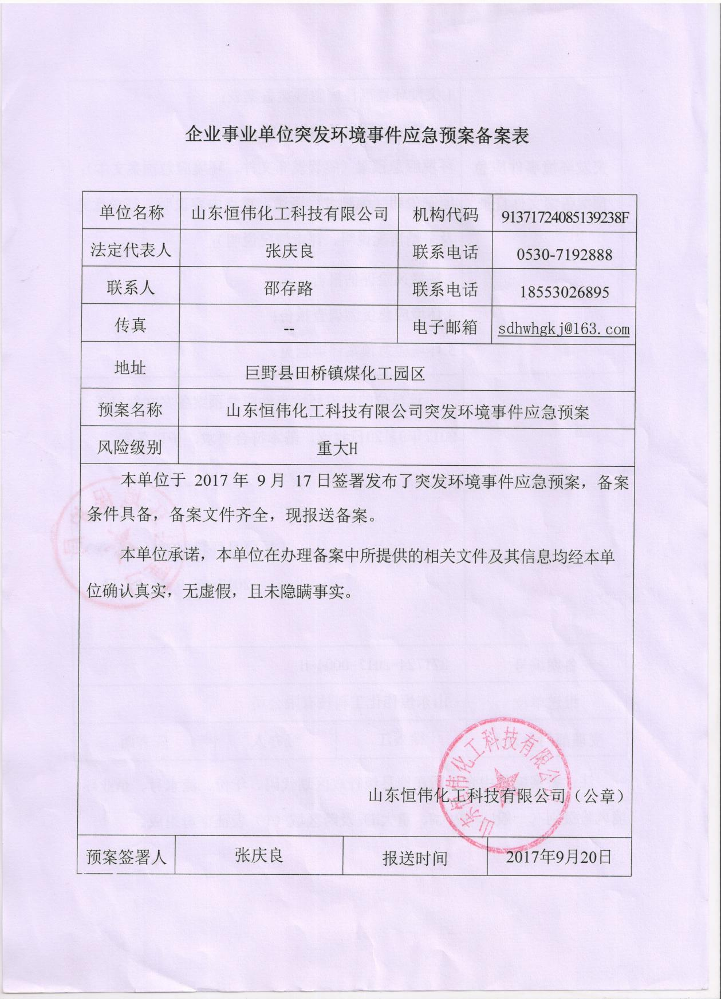 企业事业单位突发环境事件应急预案备案表
单位名称 山东恒伟化工科技有限公司 机构代码 91371724085139238F
法定代表人 张庆良 联系电话 0530-7192888
联系人 邵存路 联系电话 18553026895
传真 -- 电子邮箱 sdhwhgkj@163.com
地址 巨野县田桥镇煤化工园区
预案名称 山东恒伟化工科技有限公司突发环境事件应急预案
风险级别 重大H
本单位于 2017 年 9 月 17 日签署发布了突发环境事件应急预案，备案
条件具备，备案文件齐全，现报送备案。
本单位承诺，本单位在办理备案中所提供的相关文件及其信息均经本单
位确认真实，无虚假，且未隐瞒事实。
山东恒伟化工科技有限公司
山东恒伟化工科技有限公司（公章）
预案签署人 张庆良 报送时间 2017年9月20日